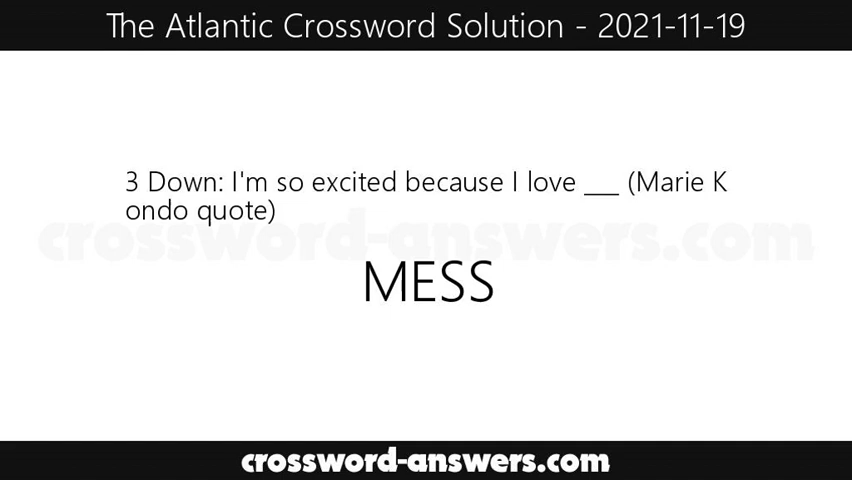 The Atlantic Crossword Solution - 2021-11-19
3 Down: I'm so excited because I love ___ (Marie K
ondo quote)
crossword-answers.com
MESS
crossword-answers.com